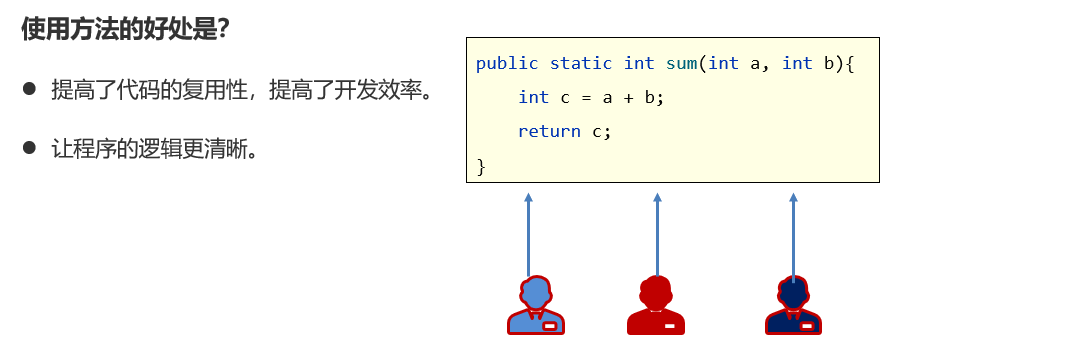 使用方法的好处是?
● 提高了代码的复用性，提高了开发效率。
● 让程序的逻辑更清晰。
public static int sum(int a, int b){
    int c = a + b;
    return c;
}